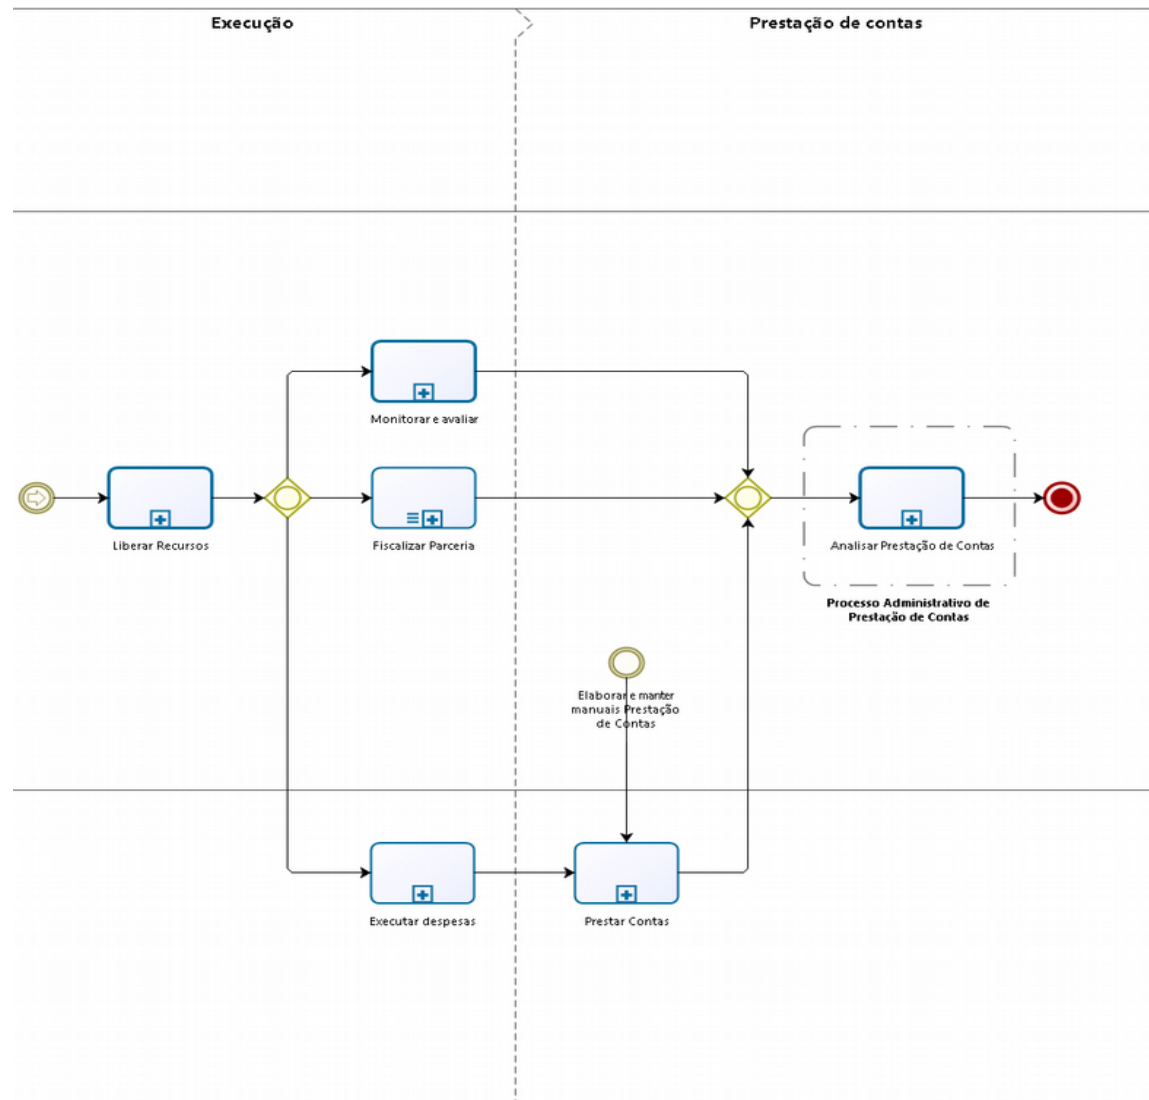 Execução
Prestação de contas
Monitorar e avaliar
Liberar Recursos
Fiscalizar Parceria
Analisar Prestação de Contas
Processo Administrativo de
Prestação de Contas
Elaborar e manter
manuais Prestação
de Contas
Executar despesas
Prestar Contas